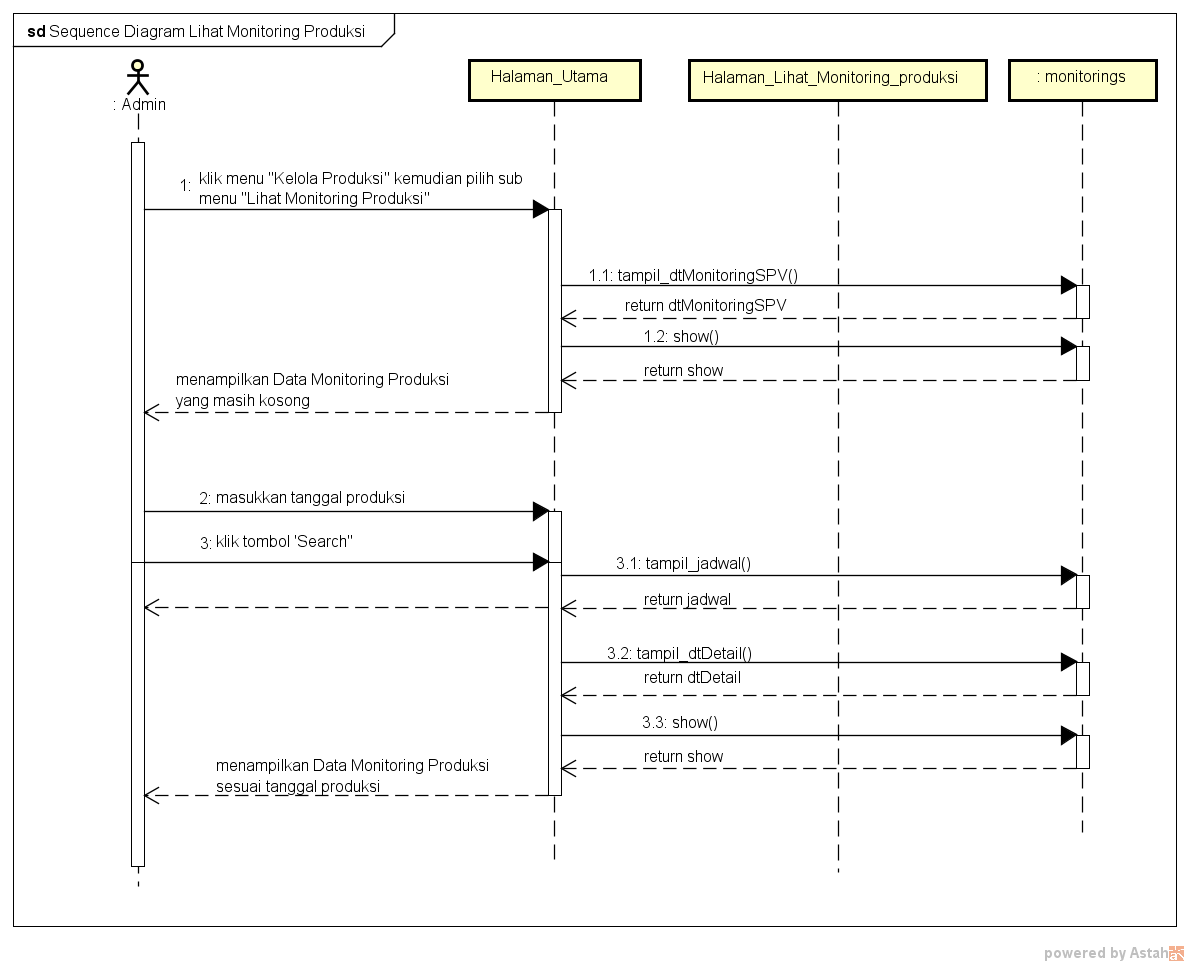 sd Sequence Diagram Lihat Monitoring Produksi
: Admin
Halaman_Utama
Halaman_Lihat_Monitoring_produksi
: monitorings
1: klik menu "Kelola Produksi" kemudian pilih sub
menu "Lihat Monitoring Produksi"
1.1: tampil_dtMonitoringSPV()
return dtMonitoringSPV
1.2: show()
return show
menampilkan Data Monitoring Produksi
yang masih kosong
2: masukkan tanggal produksi
3: klik tombol 'Search"
3.1: tampil_jadwal()
return jadwal
3.2: tampil_dtDetail()
return dtDetail
3.3: show()
return show
menampilkan Data Monitoring Produksi
sesuai tanggal produksi
powered by Astah